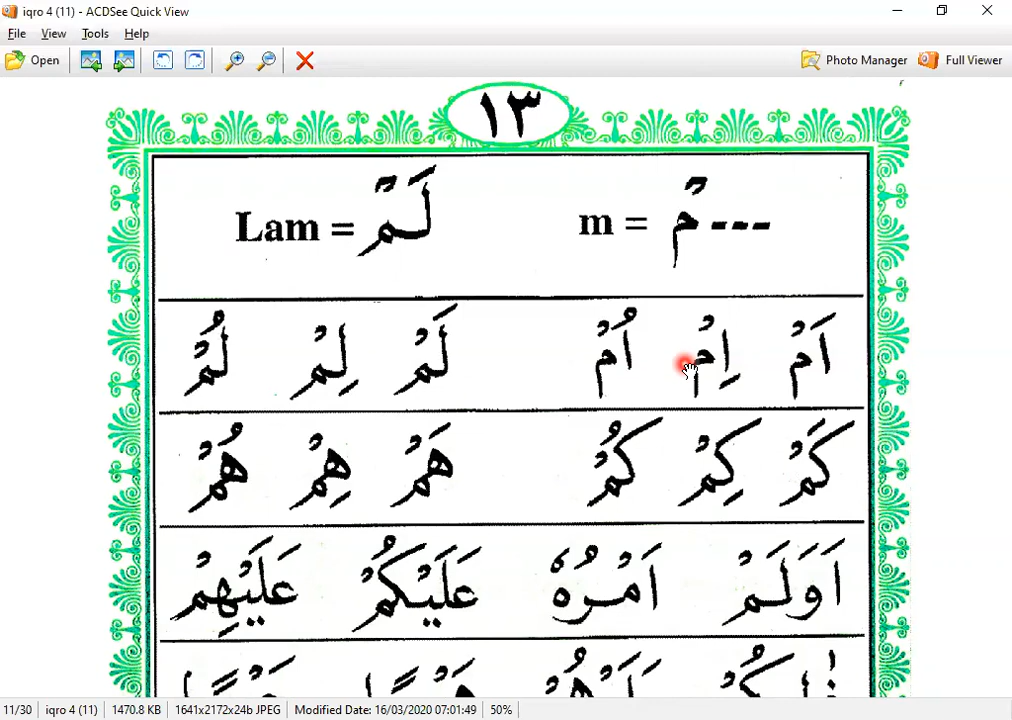 iqro 4 (11) - ACDSee Quick View
File View Tools Help
Open Photo Manager Full Viewer
١٣
--- مْ = m لَمْ = Lam
اَمْ اِمْ اُمْ لَمْ لِمْ لُمْ
كَمْ كِمْ كُمْ هَمْ هِمْ هُمْ
اَوَلَمْ اَمْرُهُ عَلَيْكُمْ عَلَيْهِمْ
11/30 iqro 4 (11) 1470.8 KB 1641x2172x24b JPEG Modified Date: 16/03/2020 07:01:49 50%